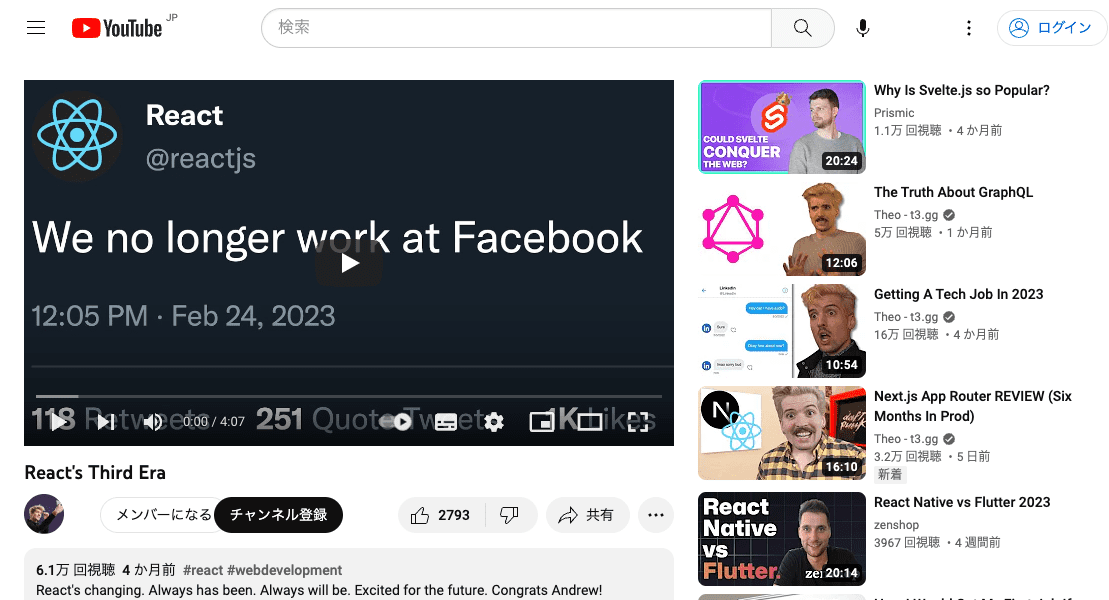 YouTube JP
検索
ログイン
React
@reactjs
We no longer work at Facebook
12:05 PM · Feb 24, 2023
118 Retweets 251 Quote Tweets 1K Likes
0:00 / 4:07
React's Third Era
メンバーになる
チャンネル登録
2793
共有
6.1万 回視聴 4 か月前 #react #webdevelopment
React's changing. Always has been. Always will be. Excited for the future. Congrats Andrew!
COULD SVELTE
CONQUER
THE WEB?
20:24
Why Is Svelte.js so Popular?
Prismic
1.1万 回視聴 ・4 か月前
12:06
The Truth About GraphQL
Theo - t3.gg
5万 回視聴 ・1 か月前
LinkedIn
10:54
Getting A Tech Job In 2023
Theo - t3.gg
16万 回視聴 ・4 か月前
N
16:10
Next.js App Router REVIEW (Six
Months In Prod)
Theo - t3.gg
3.2万 回視聴 ・5 日前
新着
React
Native
vs
Flutter.
20:14
React Native vs Flutter 2023
zenshop
3967 回視聴 ・4 週間前